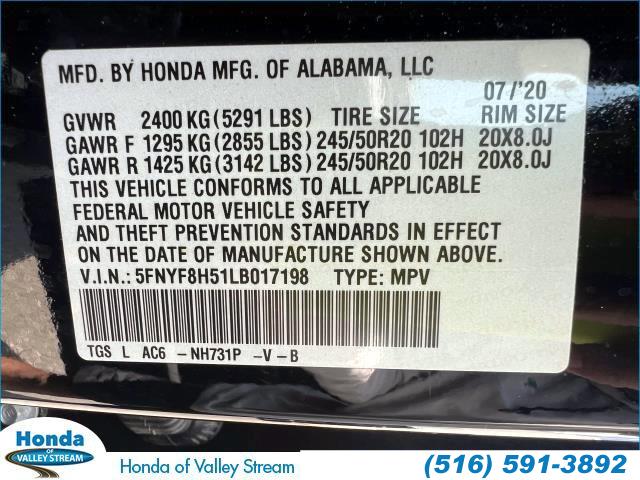 MFD. BY HONDA MFG. OF ALABAMA, LLC
07/'20
GVWR 2400 KG (5291 LBS) TIRE SIZE RIM SIZE
GAWR F 1295 KG (2855 LBS) 245/50R20 102H 20X8.0J
GAWR R 1425 KG (3142 LBS) 245/50R20 102H 20X8.0J
THIS VEHICLE CONFORMS TO ALL APPLICABLE
FEDERAL MOTOR VEHICLE SAFETY
AND THEFT PREVENTION STANDARDS IN EFFECT
ON THE DATE OF MANUFACTURE SHOWN ABOVE.
V.I.N.: 5FNYF8H51LB017198 TYPE: MPV
TGS L AC6 - NH731P - V - B
Honda
OF
VALLEY STREAM
Honda of Valley Stream
(516) 591-3892